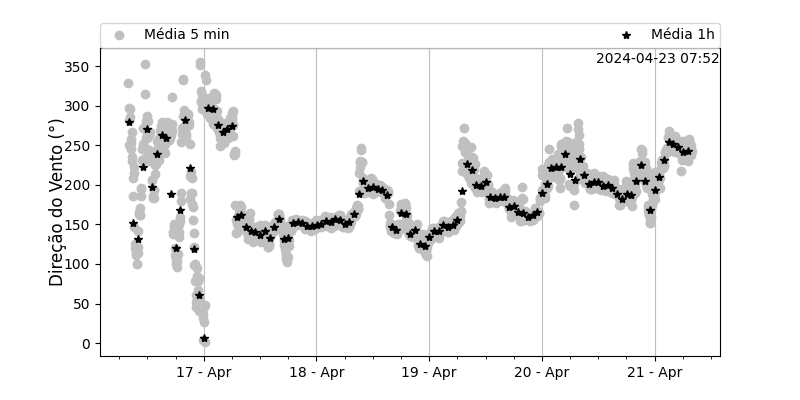 Média 5 min
Média 1h
2024-04-23 07:52
Direção do Vento (°)
350
300
250
200
150
100
50
0
17 - Apr
18 - Apr
19 - Apr
20 - Apr
21 - Apr